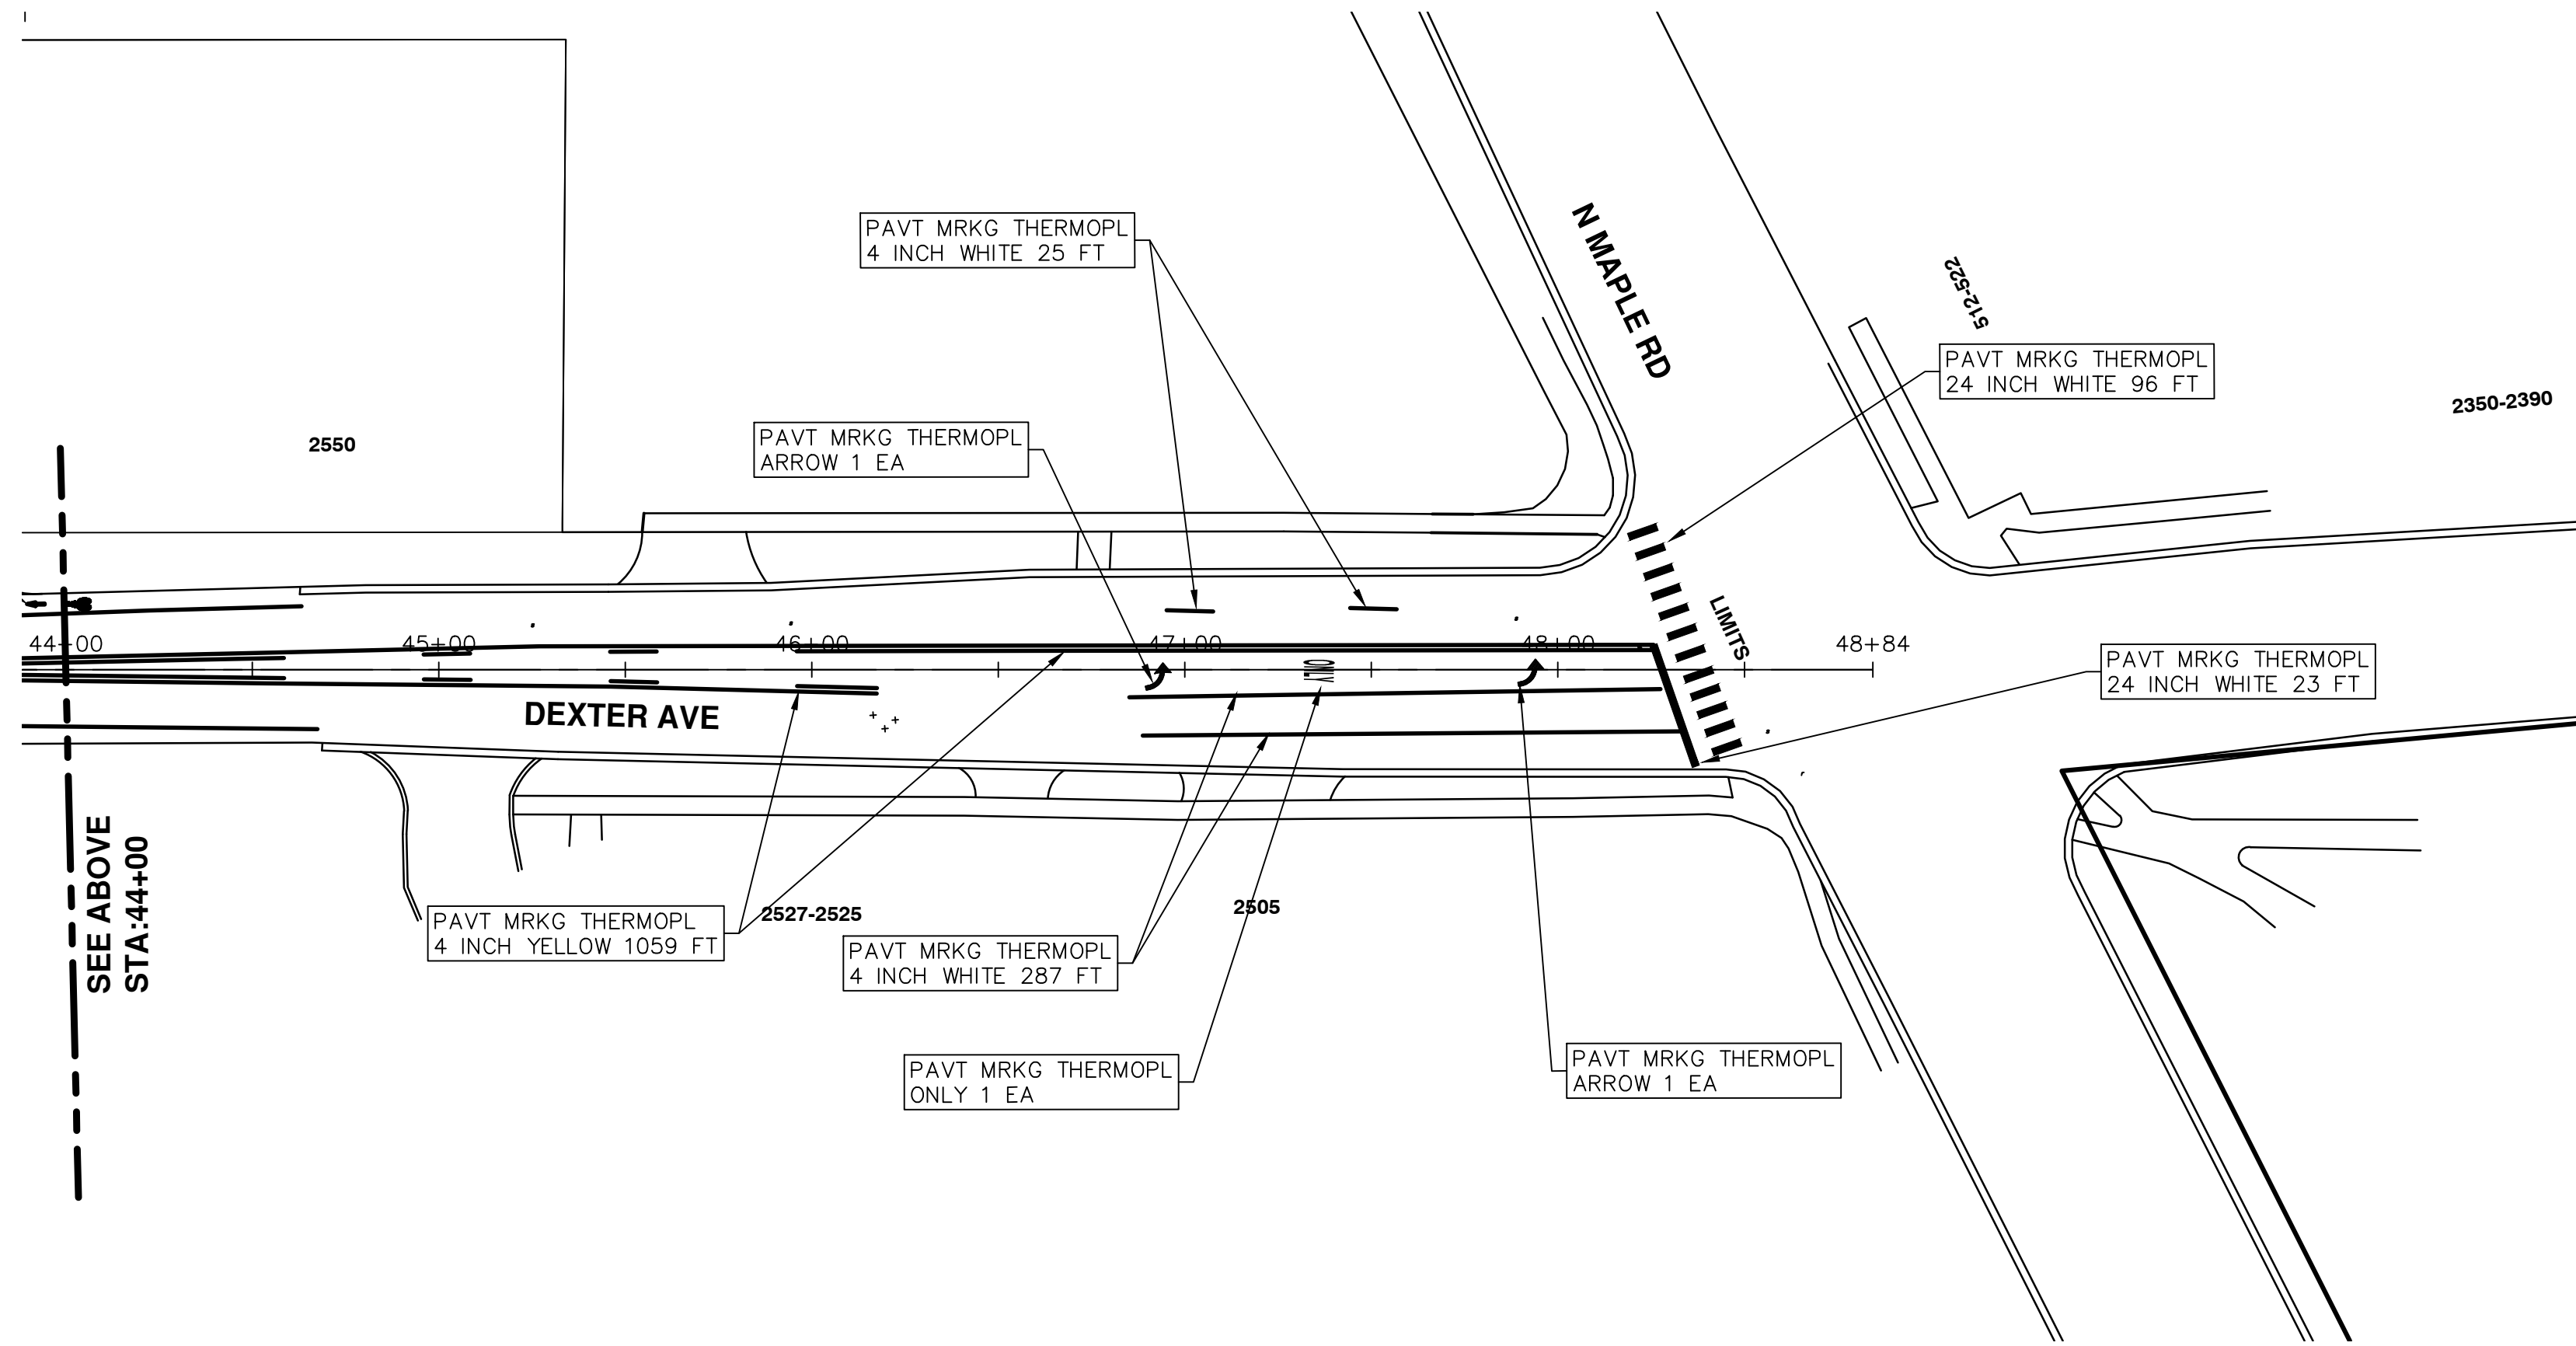 PAVT MRKG THERMOPL
4 INCH WHITE 25 FT
N MAPLE RD
512-522
PAVT MRKG THERMOPL
24 INCH WHITE 96 FT
2350-2390
2550
PAVT MRKG THERMOPL
ARROW 1 EA
LIMITS
44+00
45+00
46+00
47+00
48+00
48+84
ONLY
PAVT MRKG THERMOPL
24 INCH WHITE 23 FT
DEXTER AVE
SEE ABOVE
STA:44+00
PAVT MRKG THERMOPL
4 INCH YELLOW 1059 FT
2527-2525
2505
PAVT MRKG THERMOPL
4 INCH WHITE 287 FT
PAVT MRKG THERMOPL
ONLY 1 EA
PAVT MRKG THERMOPL
ARROW 1 EA